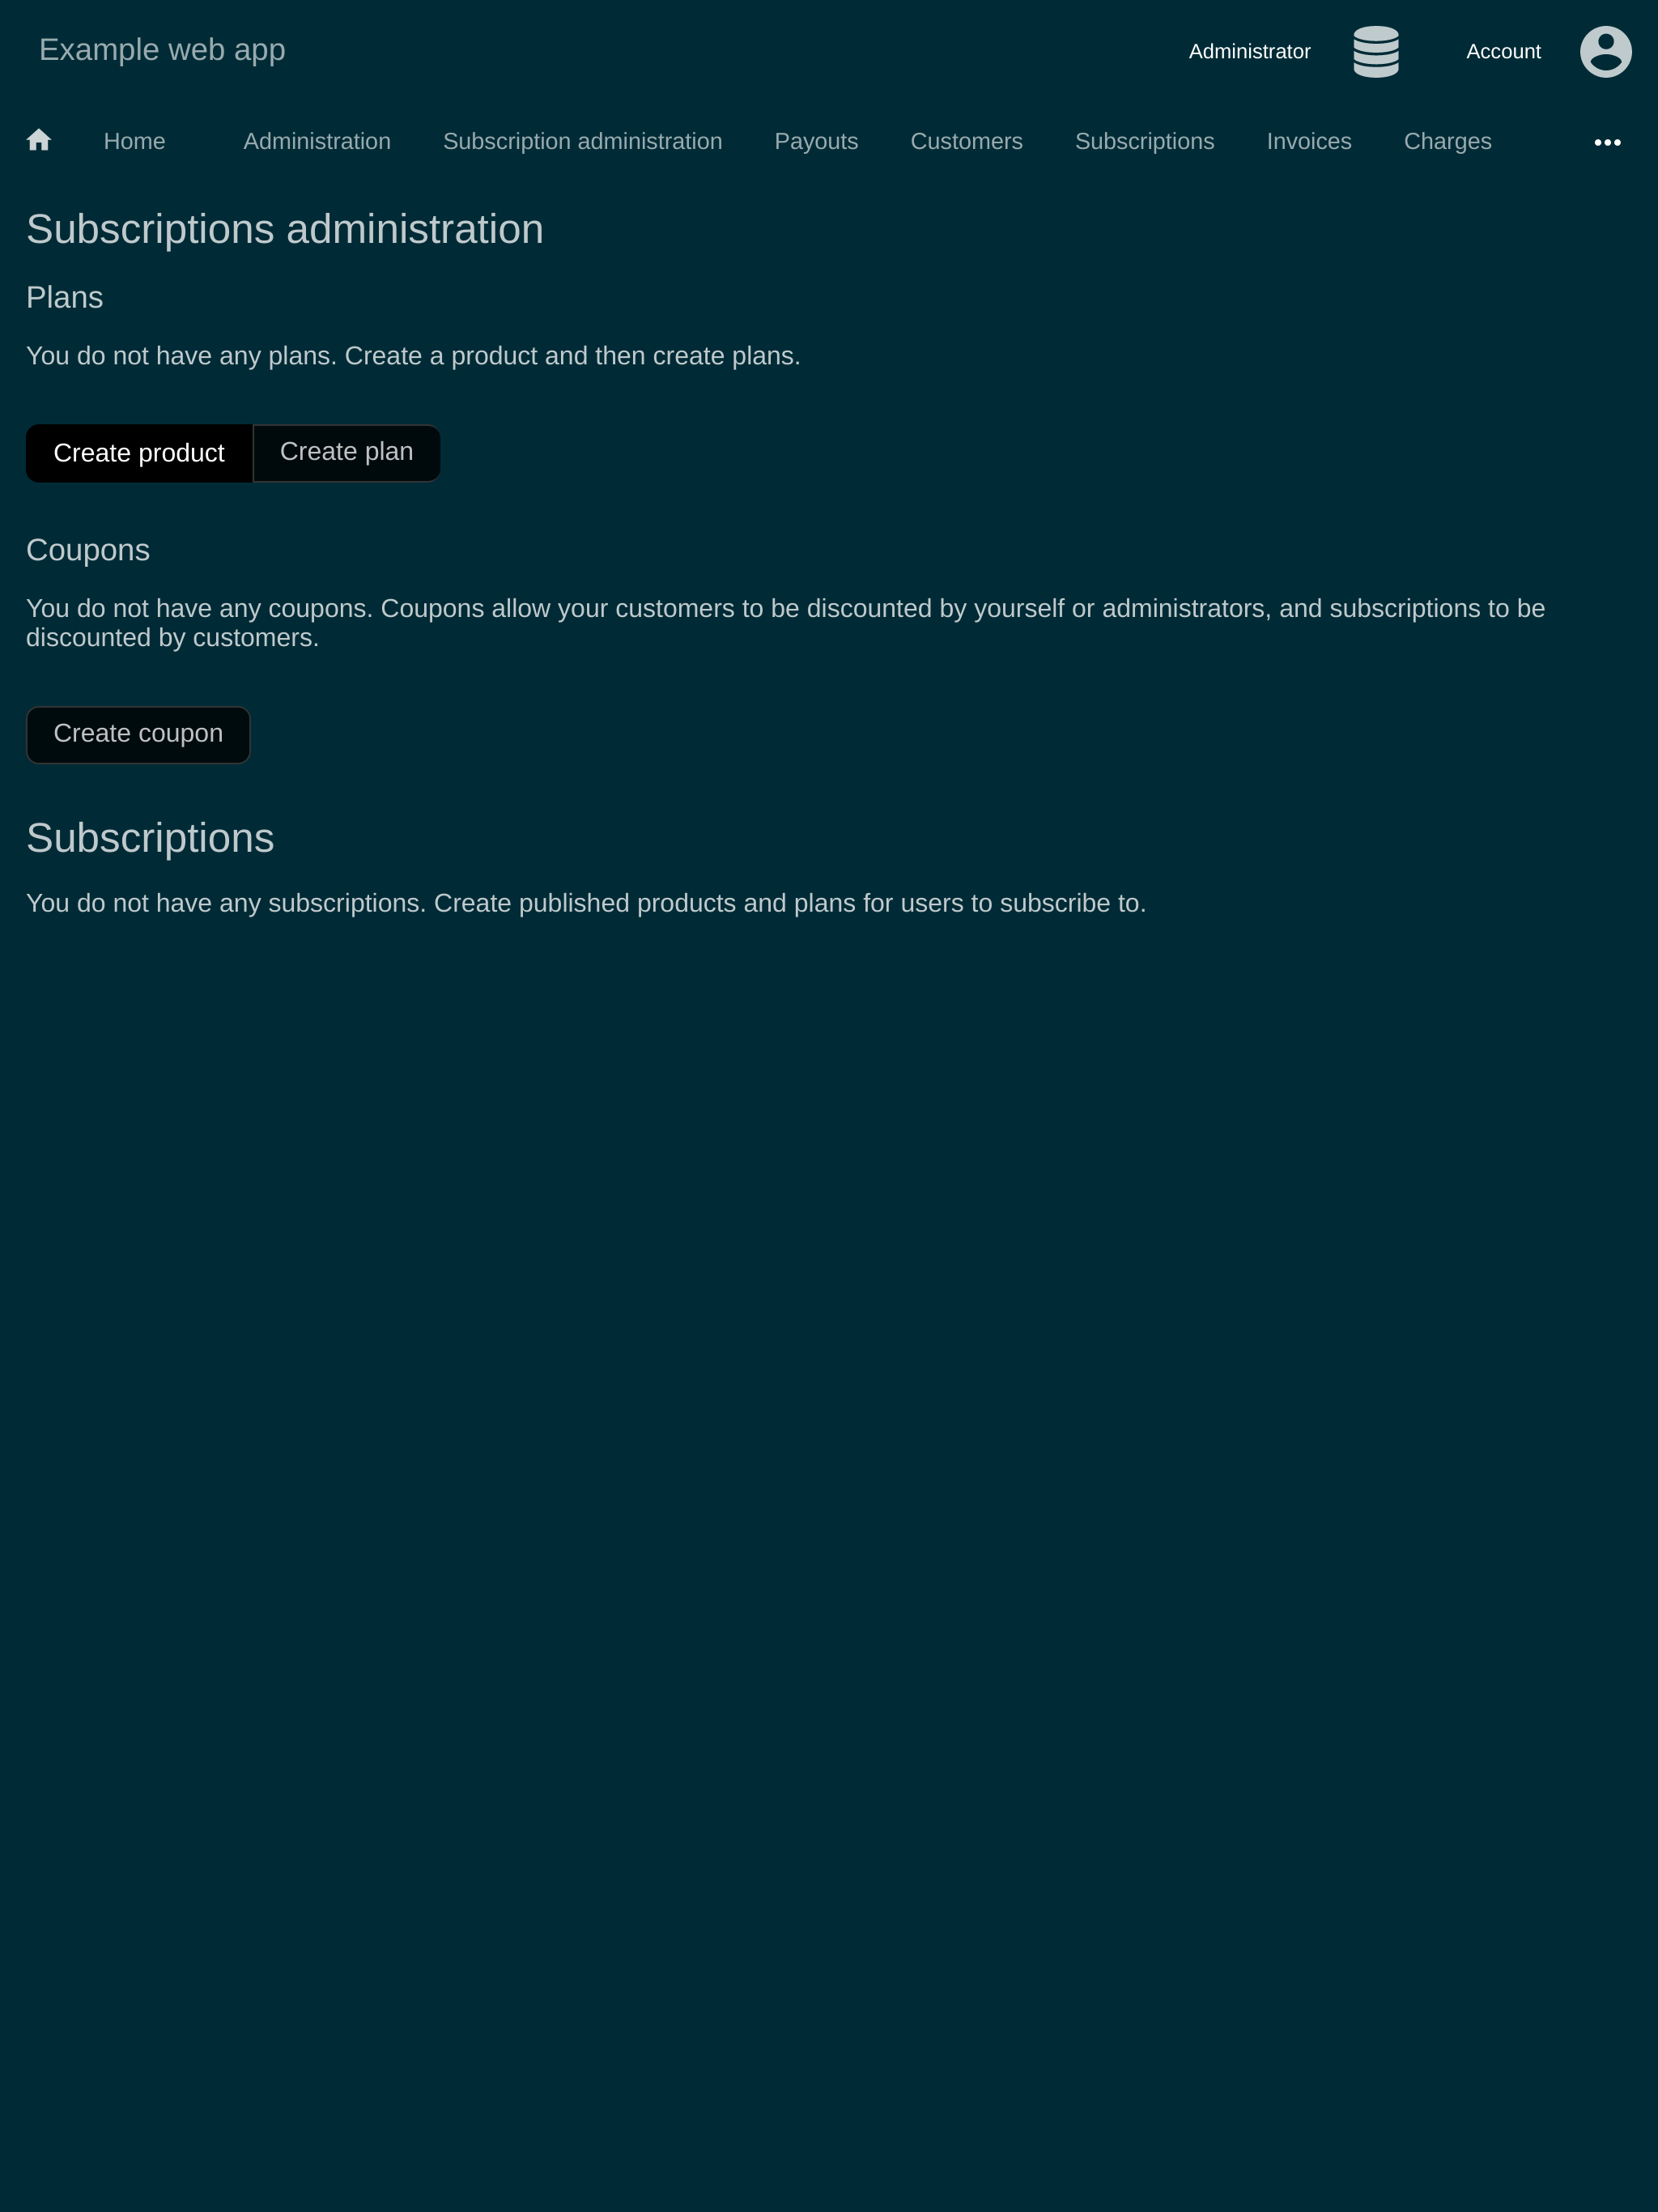 Example web app
Administrator
Account
Home
Administration
Subscription administration
Payouts
Customers
Subscriptions
Invoices
Charges
Subscriptions administration
Plans
You do not have any plans. Create a product and then create plans.
Create product
Create plan
Coupons
You do not have any coupons. Coupons allow your customers to be discounted by yourself or administrators, and subscriptions to be
discounted by customers.
Create coupon
Subscriptions
You do not have any subscriptions. Create published products and plans for users to subscribe to.